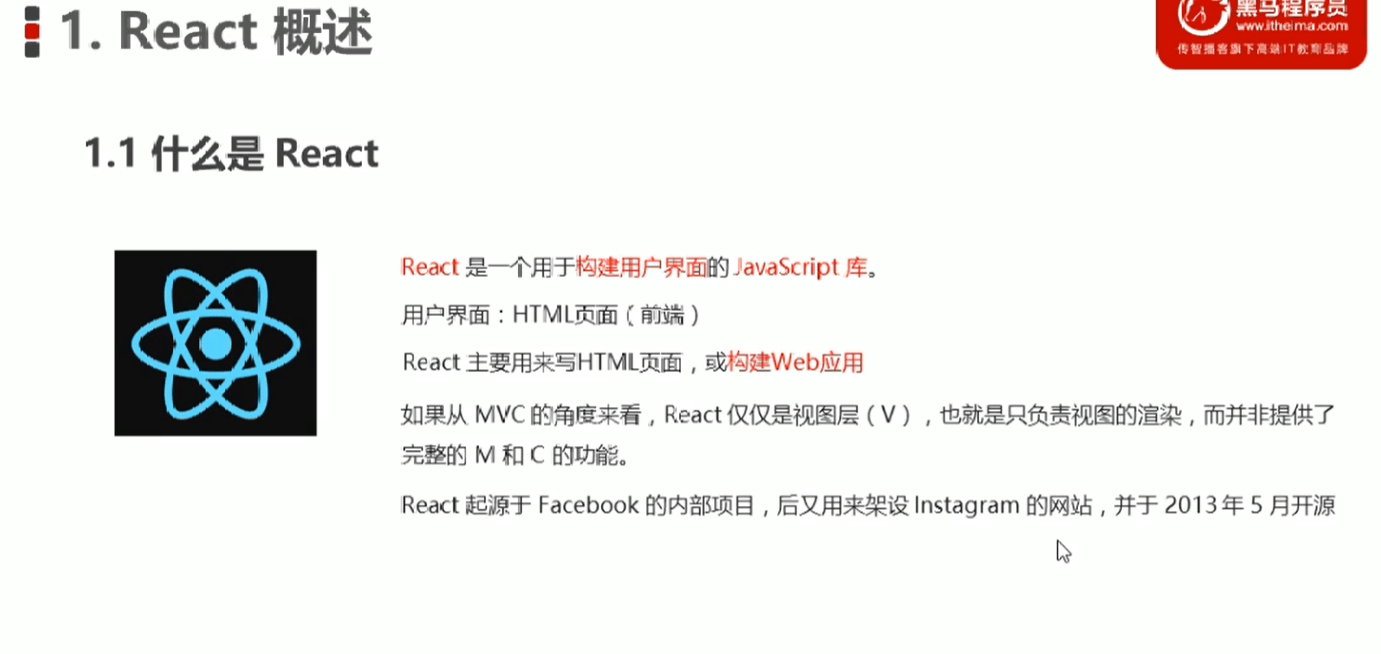 1. React 概述
黑马程序员
www.itheima.com
传智播客旗下高端IT教育品牌
1.1 什么是 React
React 是一个用于构建用户界面的 JavaScript 库。
用户界面：HTML页面（前端）
React 主要用来写HTML页面，或构建Web应用
如果从 MVC 的角度来看，React 仅仅是视图层（V），也就是只负责视图的渲染，而并非提供了
完整的 M 和 C 的功能。
React 起源于 Facebook 的内部项目，后又用来架设 Instagram 的网站，并于 2013 年 5 月开源